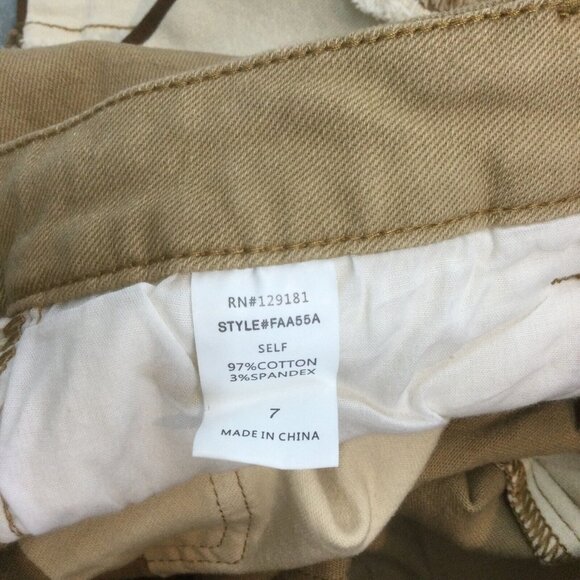 RN#129181
STYLE#FAA55A
SELF
97%COTTON
3%SPANDEX
7
MADE IN CHINA